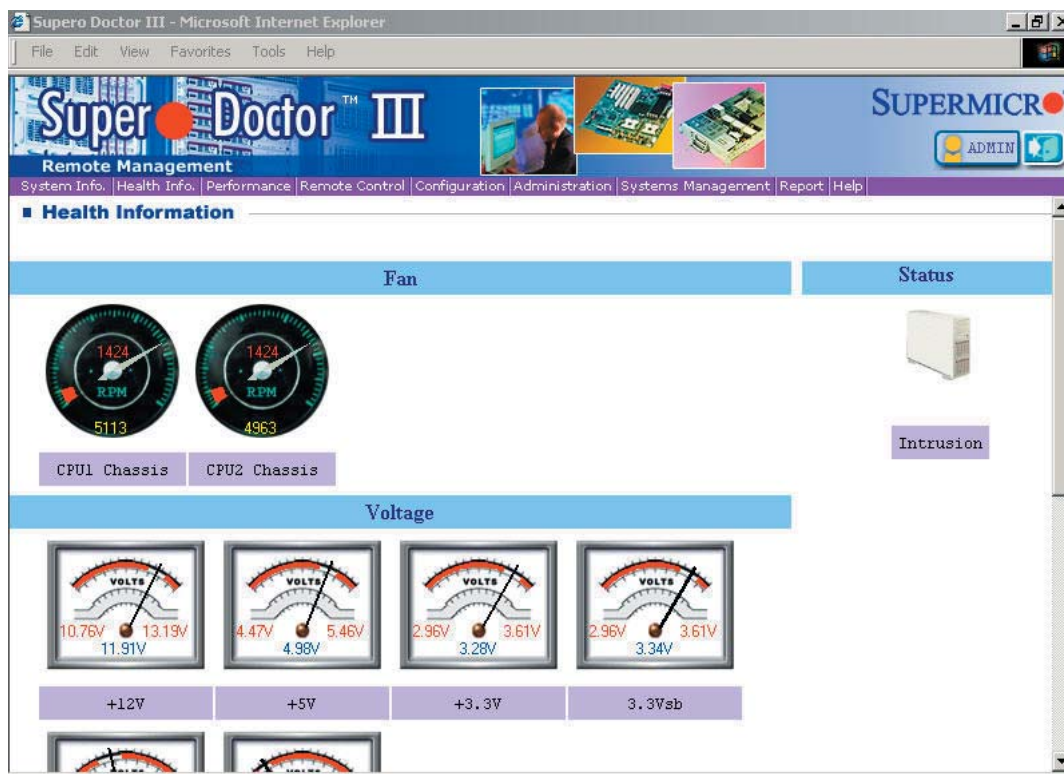 Supero Doctor III - Microsoft Internet Explorer
File Edit View Favorites Tools Help
Super Doctor™ III
SUPERMICR
Remote Management
ADMIN
System Info. Health Info. Performance Remote Control Configuration Administration Systems Management Report Help
Health Information
Fan
Status
1424
RPM
5113
1424
RPM
4963
CPU1 Chassis
CPU2 Chassis
Intrusion
Voltage
VOLTS
10.76V 13.19V
11.91V
VOLTS
4.47V 5.46V
4.98V
VOLTS
2.96V 3.61V
3.28V
VOLTS
2.96V 3.61V
3.34V
+12V
+5V
+3.3V
3.3Vsb